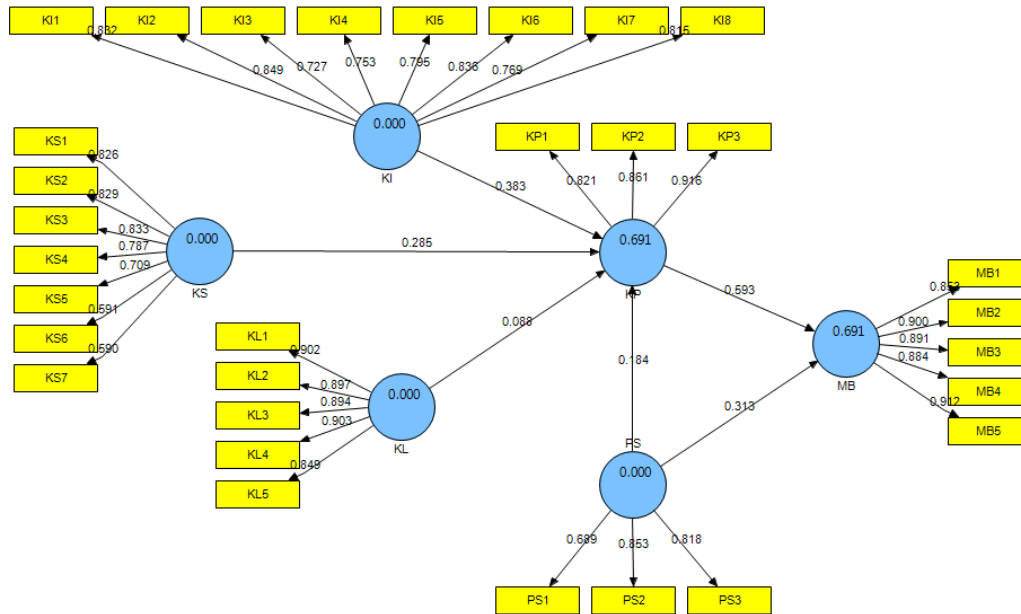 KI1 KI2 KI3 KI4 KI5 KI6 KI7 KI8
0.832 0.849 0.727 0.753 0.795 0.836 0.769 0.815
0.000
KI
KP1 KP2 KP3
0.821 0.861 0.916
KS1
KS2
KS3
KS4
KS5
KS6
KS7
0.826
0.829
0.833
0.787
0.709
0.591
0.590
0.000
KS
0.383
0.285
0.691
KP
0.593
0.088
0.184
0.313
KL1
KL2
KL3
KL4
KL5
0.902
0.897
0.894
0.903
0.849
0.000
KL
0.691
MB
0.853
0.900
0.891
0.884
0.912
MB1
MB2
MB3
MB4
MB5
PS
0.000
0.689 0.853 0.818
PS1 PS2 PS3